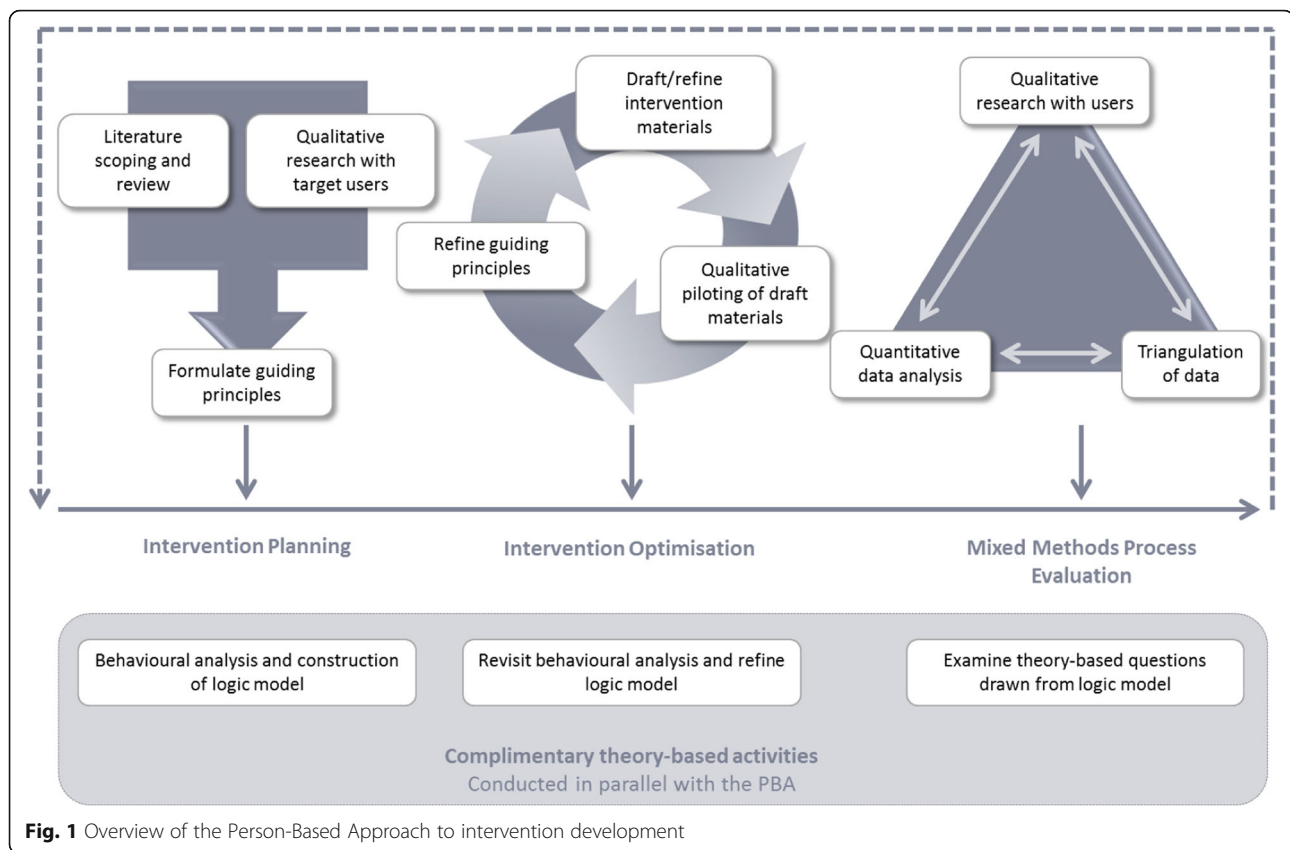 Literature
scoping and
review
Qualitative
research with
target users
Formulate guiding
principles
Draft/refine
intervention
materials
Refine guiding
principles
Qualitative
piloting of draft
materials
Qualitative
research with users
Quantitative
data analysis
Triangulation
of data
Intervention Planning
Intervention Optimisation
Mixed Methods Process
Evaluation
Behavioural analysis and construction
of logic model
Revisit behavioural analysis and refine
logic model
Examine theory-based questions
drawn from logic model
Complimentary theory-based activities
Conducted in parallel with the PBA
Fig. 1 Overview of the Person-Based Approach to intervention development